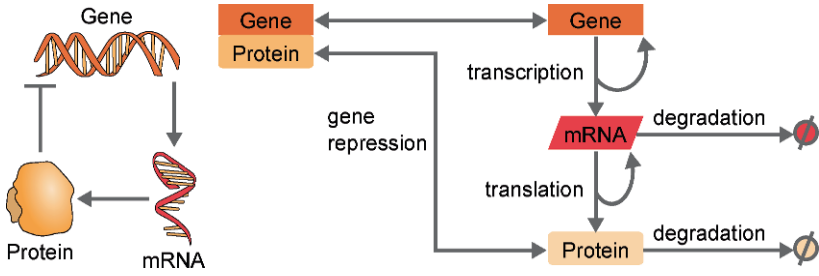 Gene
Protein
mRNA
Gene
Protein
gene
repression
Gene
transcription
mRNA
degradation
translation
Protein
degradation